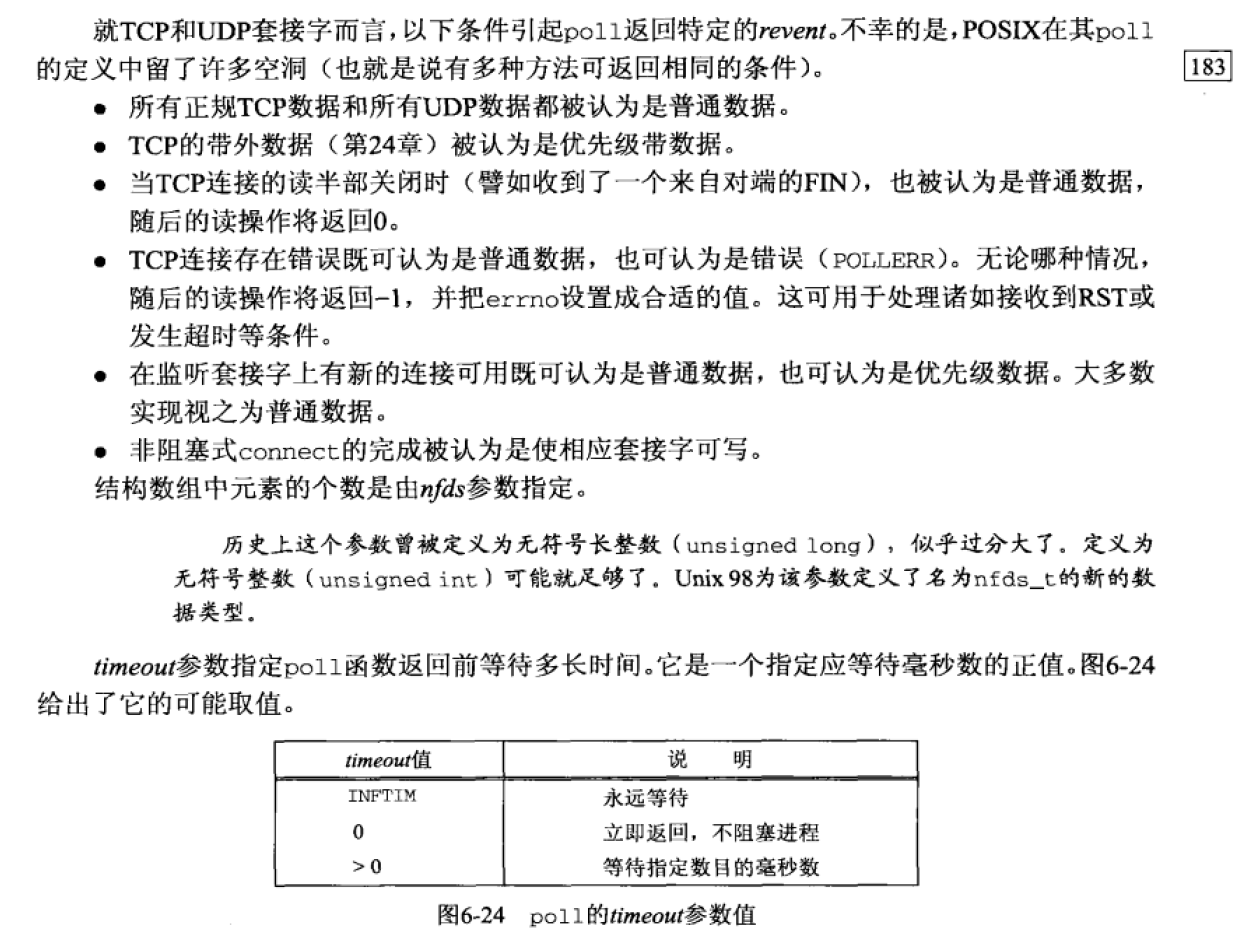 就TCP和UDP套接字而言，以下条件引起poll返回特定的revent。不幸的是，POSIX在其poll
的定义中留了许多空洞（也就是说有多种方法可返回相同的条件）。
183
● 所有正规TCP数据和所有UDP数据都被认为是普通数据。
● TCP的带外数据（第24章）被认为是优先级带数据。
● 当TCP连接的读半部关闭时（譬如收到了一个来自对端的FIN），也被认为是普通数据，
随后的读操作将返回0。
● TCP连接存在错误既可认为是普通数据，也可认为是错误（POLLERR）。无论哪种情况，
随后的读操作将返回–1，并把errno设置成合适的值。这可用于处理诸如接收到RST或
发生超时等条件。
● 在监听套接字上有新的连接可用既可认为是普通数据，也可认为是优先级数据。大多数
实现视之为普通数据。
● 非阻塞式connect的完成被认为是使相应套接字可写。
结构数组中元素的个数是由nfds参数指定。
历史上这个参数曾被定义为无符号长整数（unsigned long），似乎过分大了。定义为
无符号整数（unsigned int）可能就足够了。Unix 98为该参数定义了名为nfds_t的新的数
据类型。
timeout参数指定poll函数返回前等待多长时间。它是一个指定应等待毫秒数的正值。图6-24
给出了它的可能取值。
timeout值 说 明
INFTIM 永远等待
0 立即返回，不阻塞进程
> 0 等待指定数目的毫秒数
图6-24 poll的timeout参数值